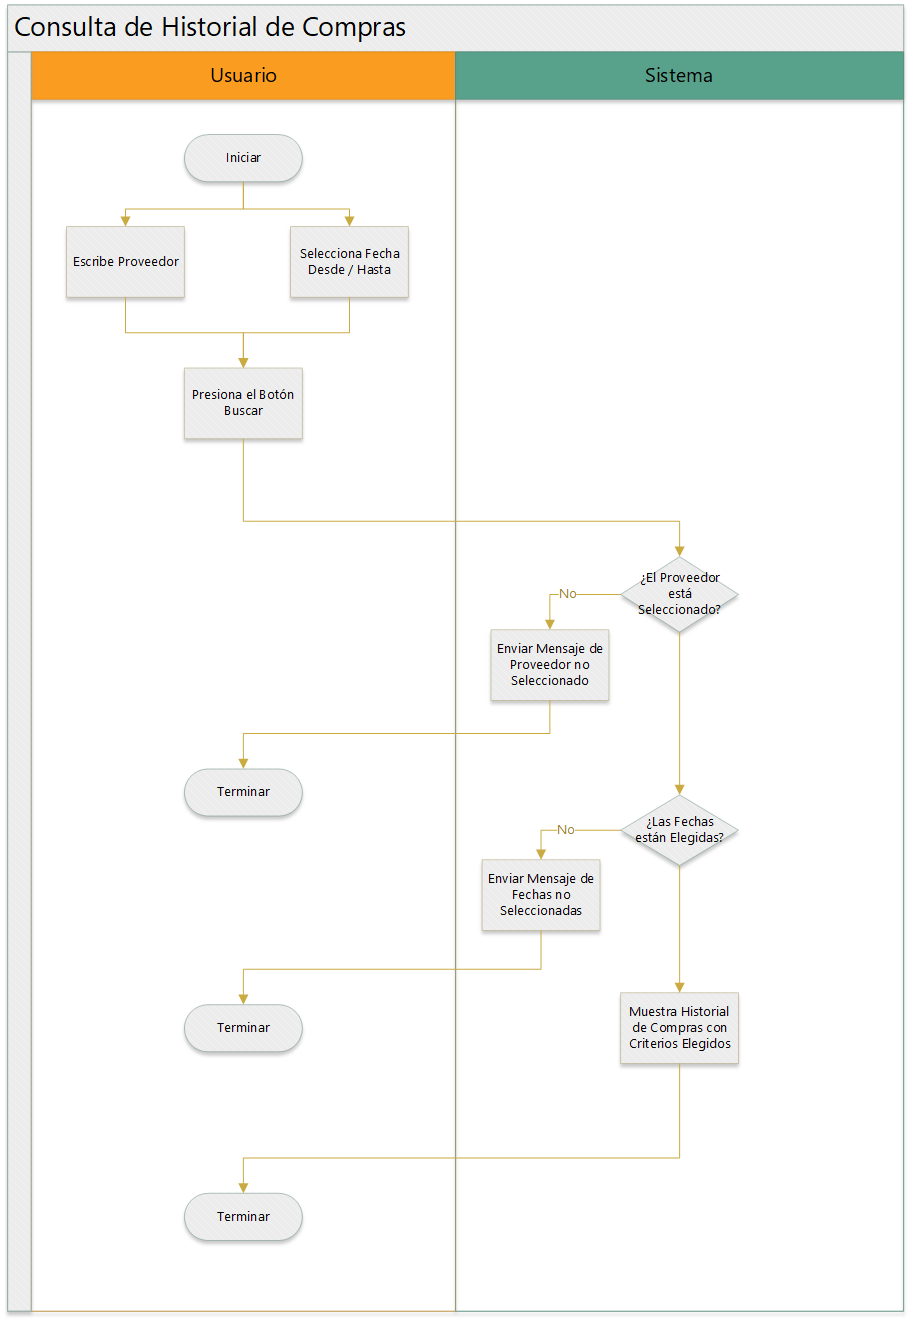 Consulta de Historial de Compras
Usuario
Sistema
Iniciar
Escribe Proveedor
Selecciona Fecha
Desde / Hasta
Presiona el Botón
Buscar
¿El Proveedor
está
Seleccionado?
No
Enviar Mensaje de
Proveedor no
Seleccionado
Terminar
¿Las Fechas
están Elegidas?
No
Enviar Mensaje de
Fechas no
Seleccionadas
Terminar
Muestra Historial
de Compras con
Criterios Elegidos
Terminar